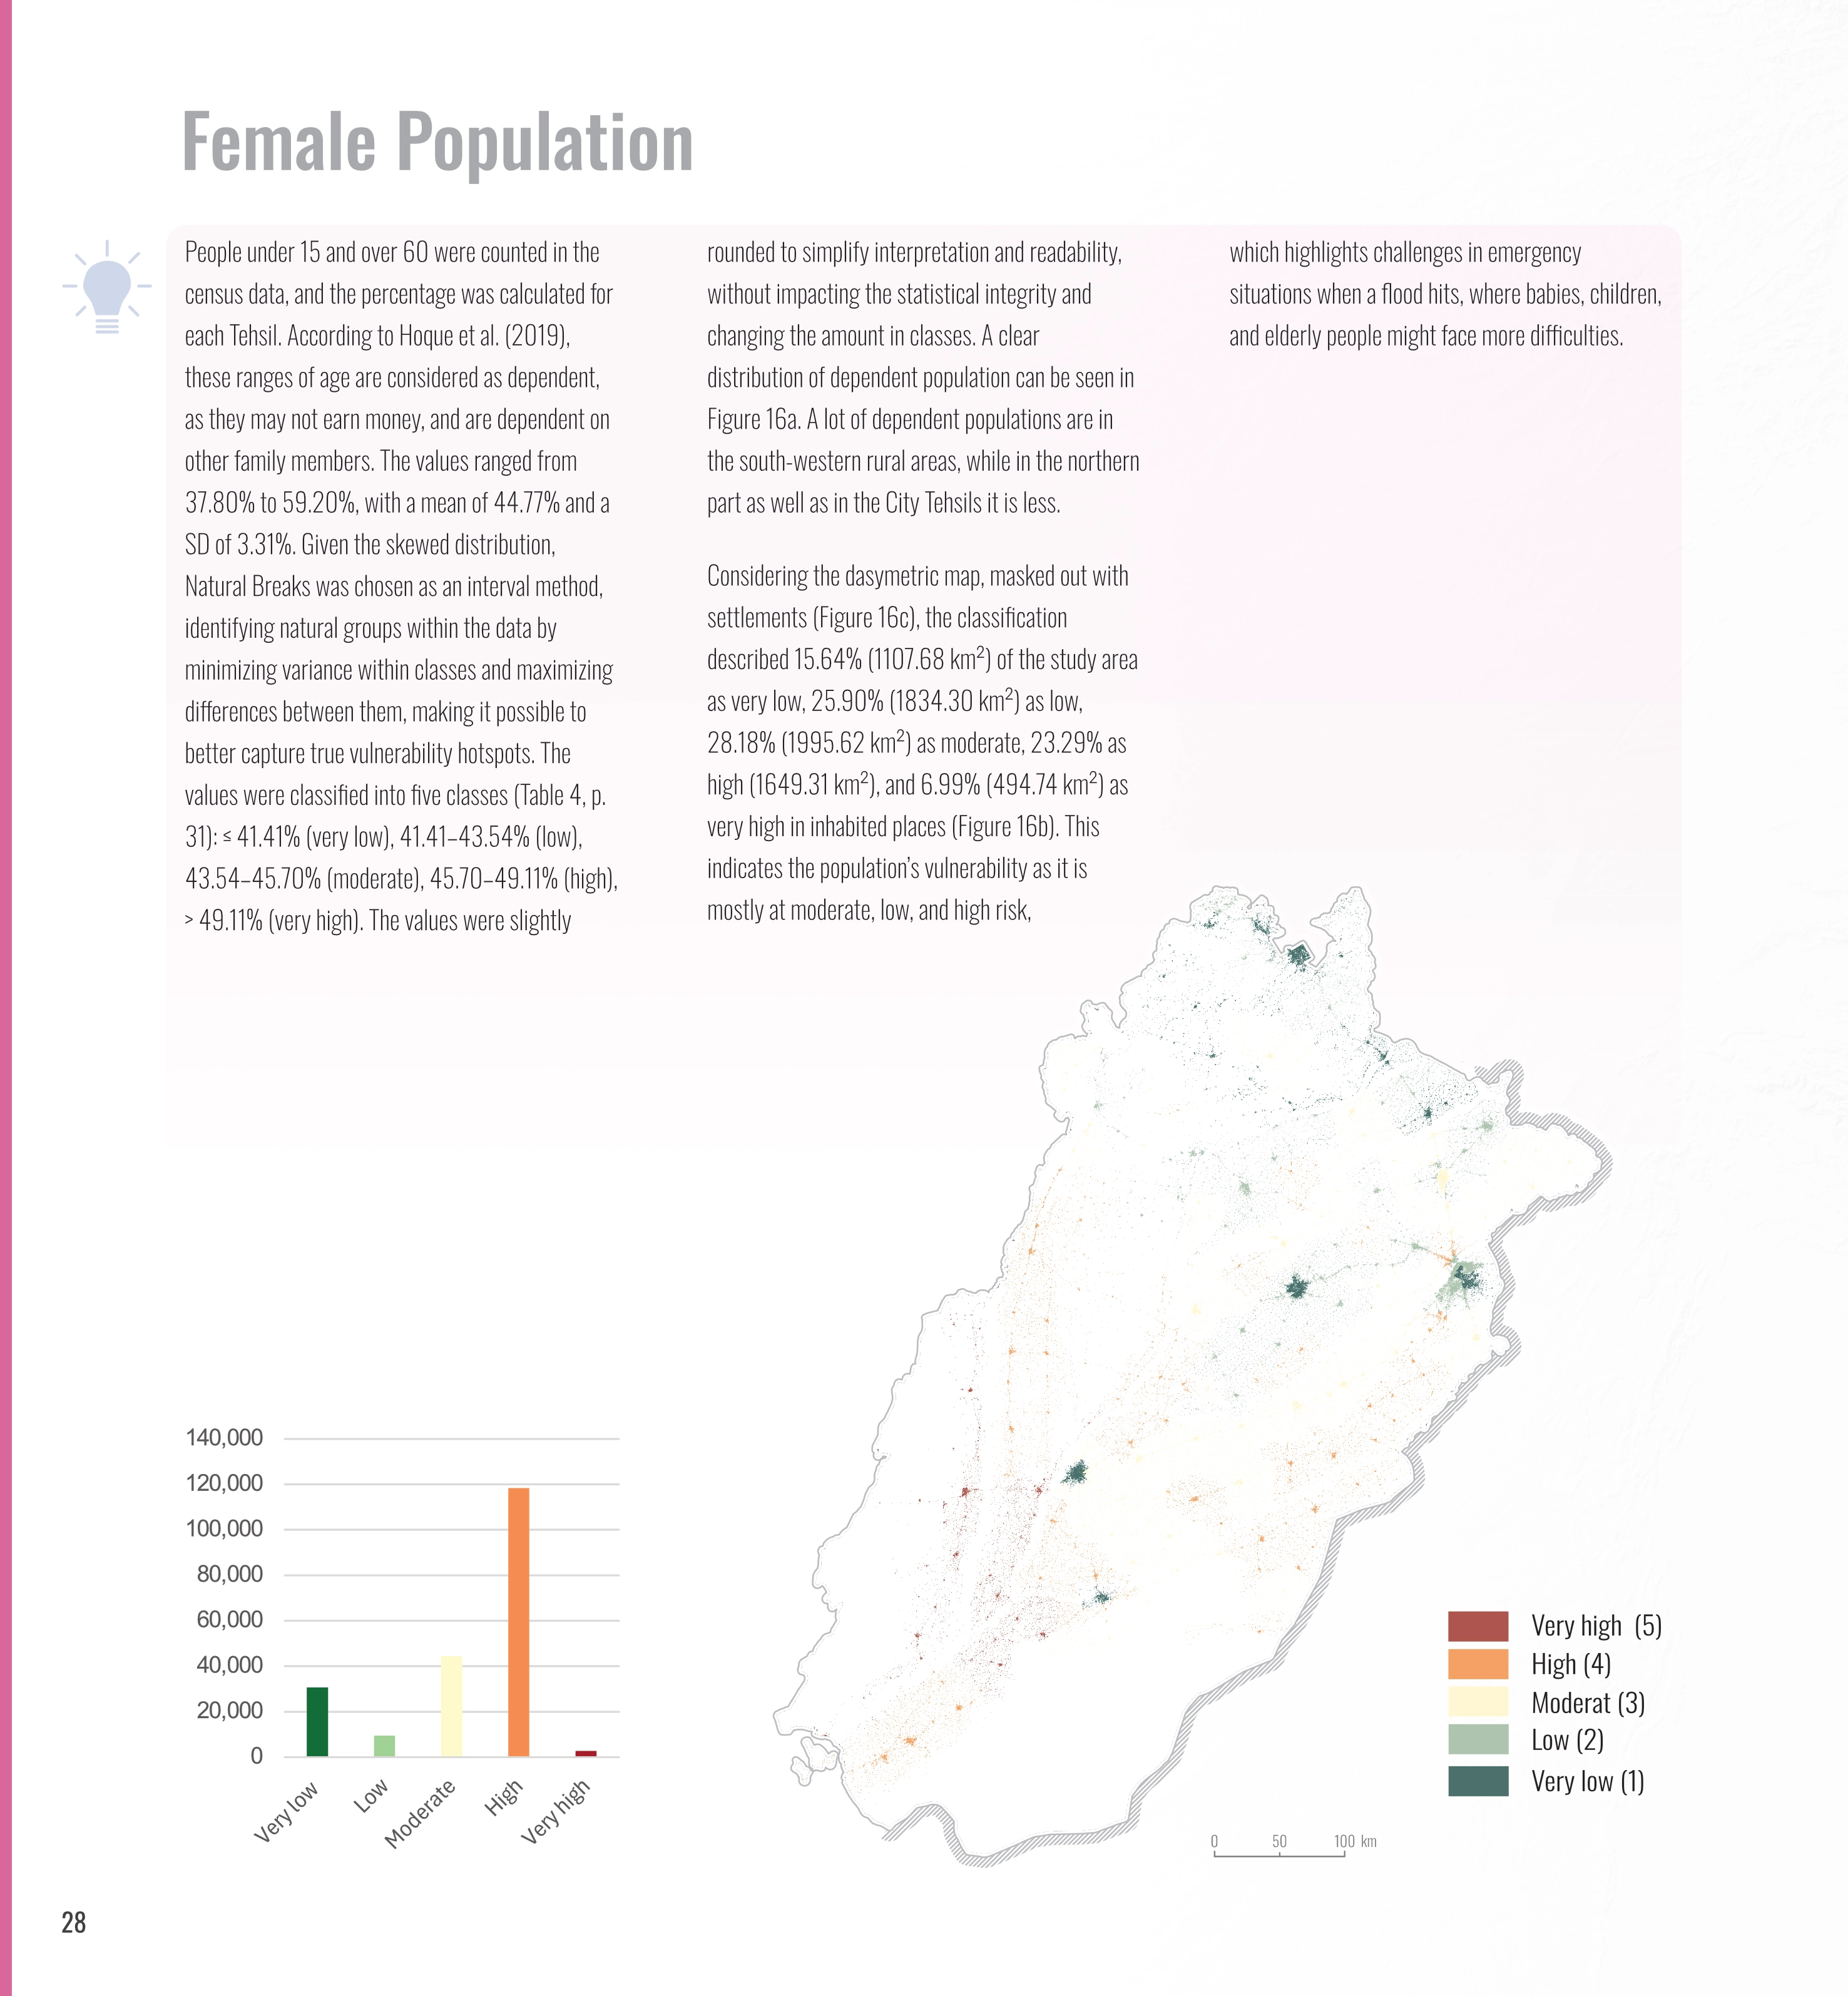 Female Population
People under 15 and over 60 were counted in the
census data, and the percentage was calculated for
each Tehsil. According to Hoque et al. (2019),
these ranges of age are considered as dependent,
as they may not earn money, and are dependent on
other family members. The values ranged from
37.80% to 59.20%, with a mean of 44.77% and a
SD of 3.31%. Given the skewed distribution,
Natural Breaks was chosen as an interval method,
identifying natural groups within the data by
minimizing variance within classes and maximizing
differences between them, making it possible to
better capture true vulnerability hotspots. The
values were classified into five classes (Table 4, p.
31): ≤ 41.41% (very low), 41.41–43.54% (low),
43.54–45.70% (moderate), 45.70–49.11% (high),
> 49.11% (very high). The values were slightly
rounded to simplify interpretation and readability,
without impacting the statistical integrity and
changing the amount in classes. A clear
distribution of dependent population can be seen in
Figure 16a. A lot of dependent populations are in
the south-western rural areas, while in the northern
part as well as in the City Tehsils it is less.
Considering the dasymetric map, masked out with
settlements (Figure 16c), the classification
described 15.64% (1107.68 km²) of the study area
as very low, 25.90% (1834.30 km²) as low,
28.18% (1995.62 km²) as moderate, 23.29% as
high (1649.31 km²), and 6.99% (494.74 km²) as
very high in inhabited places (Figure 16b). This
indicates the population's vulnerability as it is
mostly at moderate, low, and high risk,
which highlights challenges in emergency
situations when a flood hits, where babies, children,
and elderly people might face more difficulties.
140,000
120,000
100,000
80,000
60,000
40,000
20,000
0
Very low
Low
Moderate
High
Very high
Very high (5)
High (4)
Moderat (3)
Low (2)
Very low (1)
0 50 100 km
28